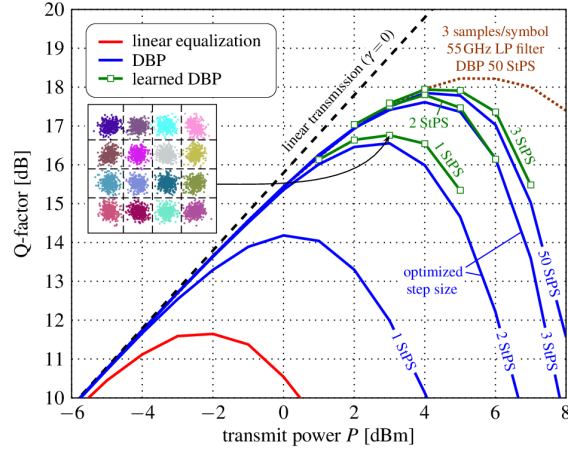 20
19
18
17
16
15
14
13
12
11
10
Q-factor [dB]
linear equalization
DBP
learned DBP
linear transmission (γ = 0)
3 samples/symbol
55 GHz LP filter
DBP 50 StPS
2 StPS
1 StPS
3 StPS
optimized
step size
1 StPS
2 StPS
3 StPS
50 StPS
−6
−4
−2
0
2
4
6
8
transmit power P [dBm]